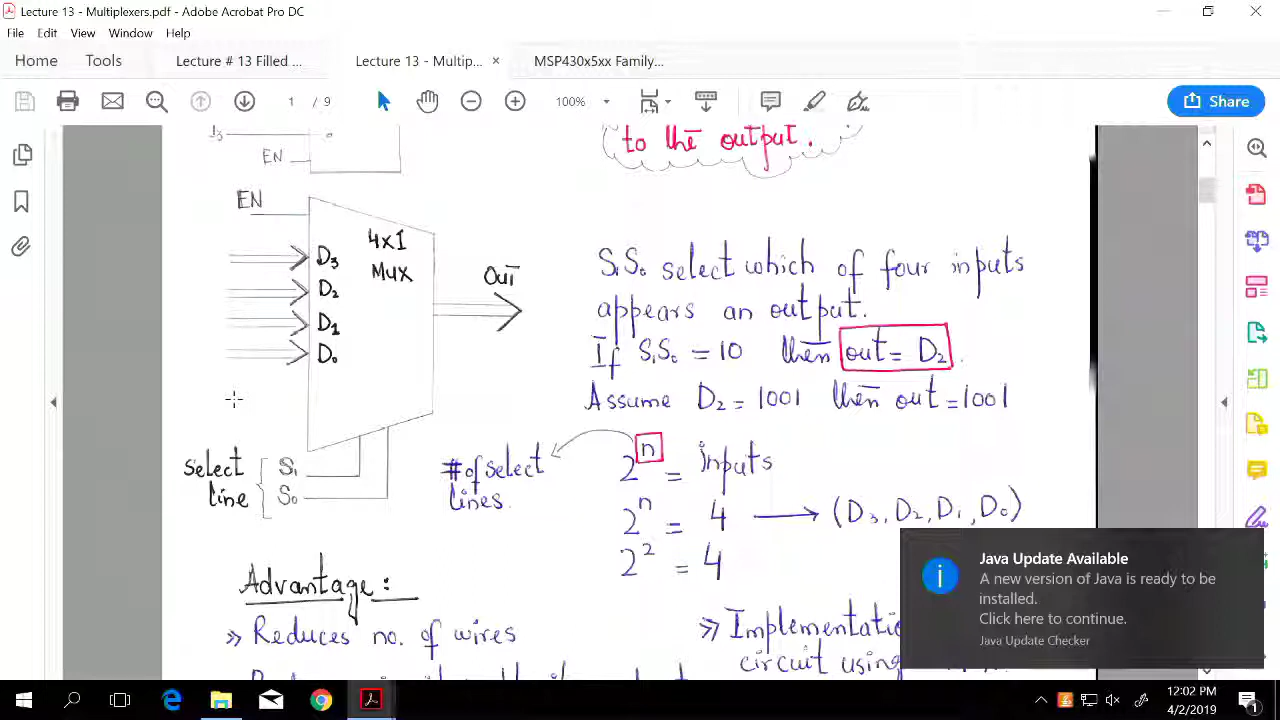 Lecture 13 - Multiplexers.pdf - Adobe Acrobat Pro DC
File Edit View Window Help
Home Tools Lecture # 13 Filled ... Lecture 13 - Multip... × MSP430x5xx Family...
1 / 9 100% Share
to the output.
EN
EN
4x1
Mux
D3
D2
D1
D0
Out
S1S0 select which of four inputs
appears an output.
If S1S0 = 10 then out = D2.
Assume D2 = 1001 then out = 1001
Select
line
S1
S0
# of select
lines.
2^n = inputs
2^n = 4 → (D3, D2, D1, D0)
2^2 = 4
Advantage:
» Reduces no. of wires
» Implementatio
circuit using
Java Update Available
A new version of Java is ready to be
installed.
Click here to continue.
Java Update Checker
12:02 PM
4/2/2019
1